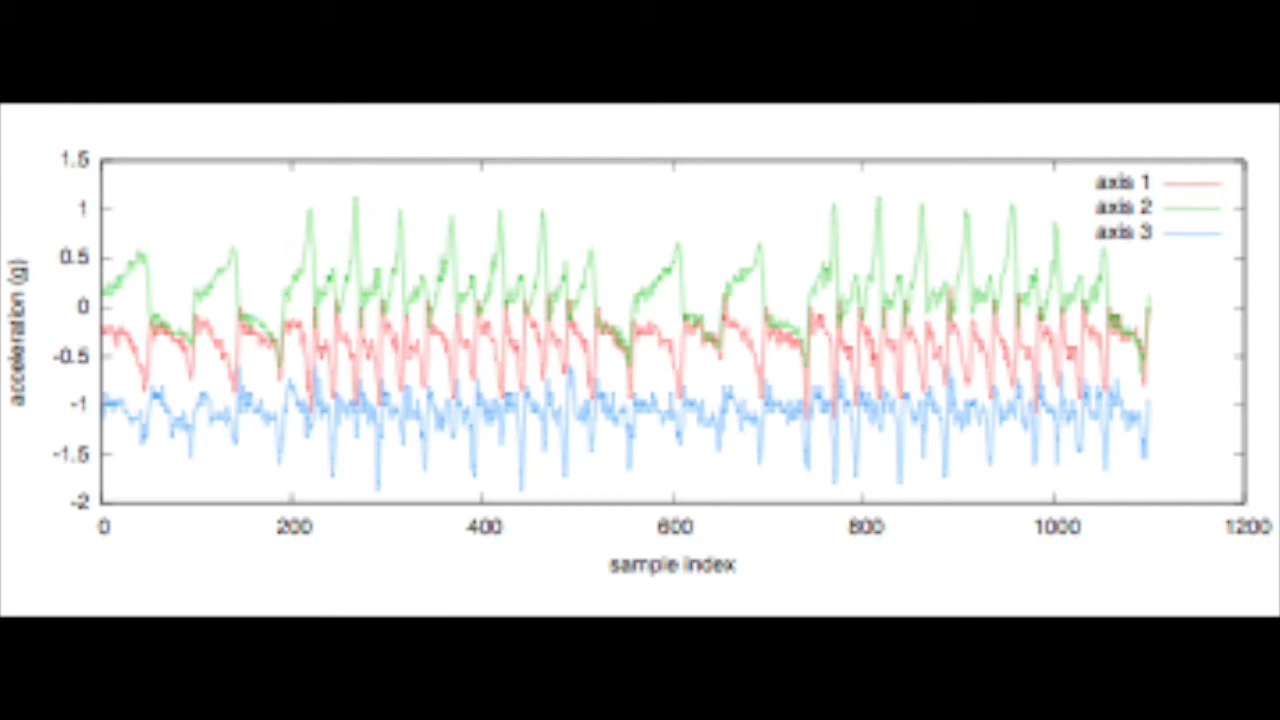 1.5
1
0.5
0
-0.5
-1
-1.5
-2
acceleration (g)
axis 1
axis 2
axis 3
0 200 400 600 800 1000 1200
sample index